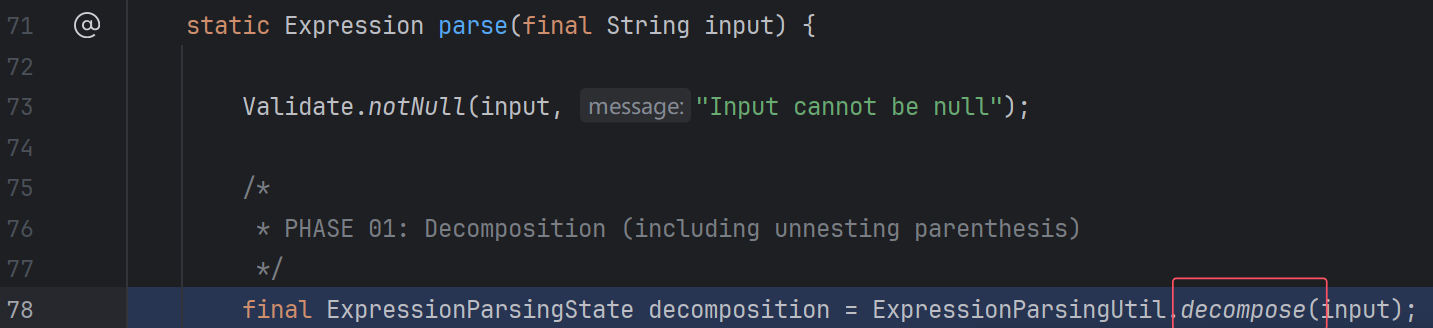 71 @ static Expression parse(final String input) {
72
73 Validate.notNull(input, message: "Input cannot be null");
74
75 /*
76 * PHASE 01: Decomposition (including unnesting parenthesis)
77 */
78 final ExpressionParsingState decomposition = ExpressionParsingUtil.decompose(input);